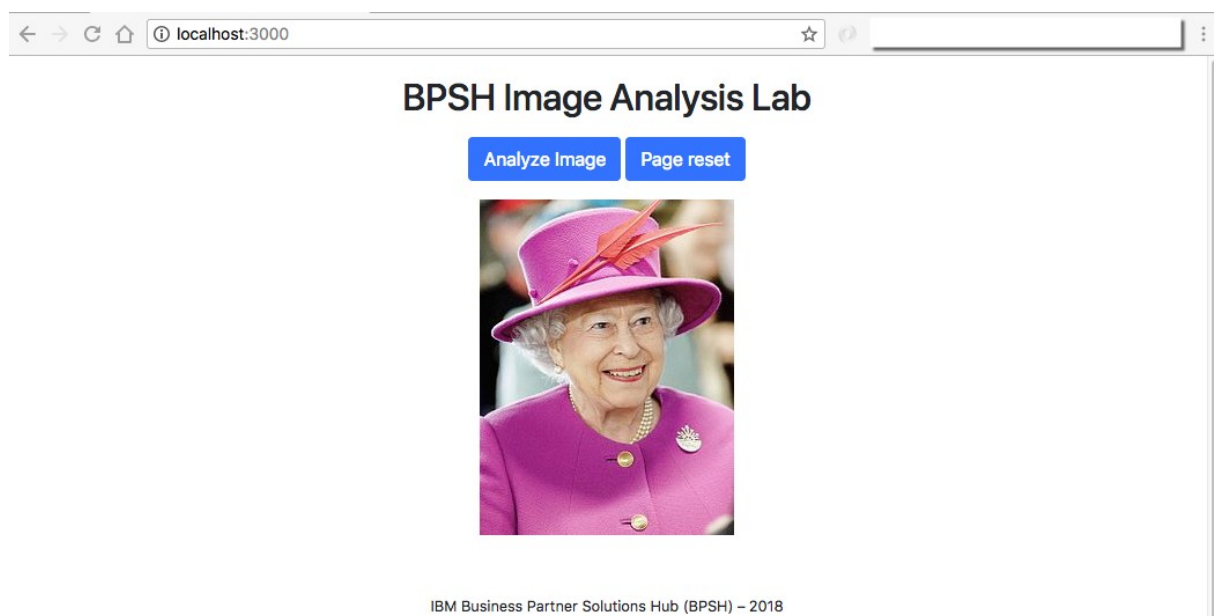 localhost:3000
BPSH Image Analysis Lab
Analyze Image Page reset
IBM Business Partner Solutions Hub (BPSH) – 2018